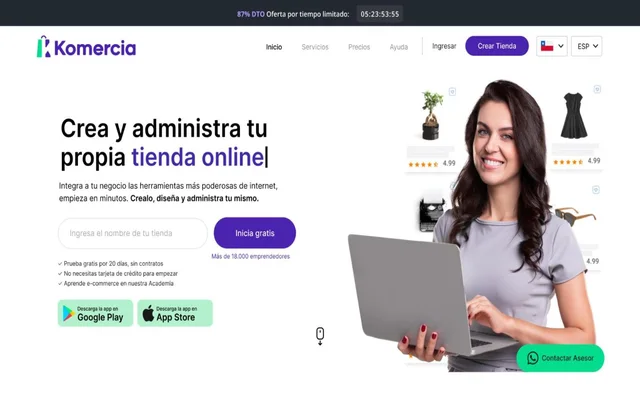 87% DTO Oferta por tiempo limitado: 05:23:53:55
Komercia
Inicio Servicios Precios Ayuda Ingresar Crear Tienda ESP
Crea y administra tu
propia tienda online|
Integra a tu negocio las herramientas más poderosas de internet,
empieza en minutos. Crealo, diseña y administra tu mismo.
Ingresa el nombre de tu tienda Inicia gratis
Más de 18.000 emprendedores
✓ Prueba gratis por 20 días, sin contratos
✓ No necesitas tarjeta de crédito para empezar
✓ Aprende e-commerce en nuestra Academia
Descarga la app en
Google Play
Descarga la app en
App Store
4.99
4.99
4.99
Contactar Asesor